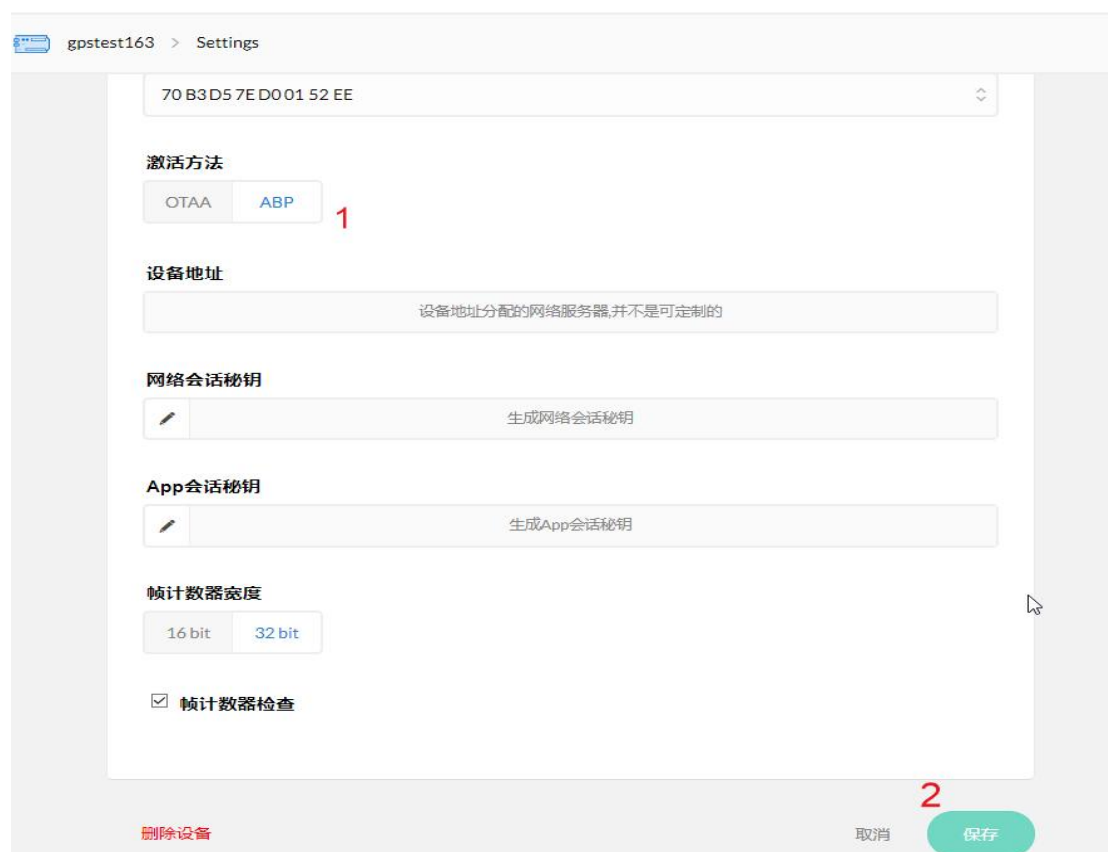 gpstest163 > Settings
70 B3 D5 7E D0 01 52 EE
激活方法
OTAA ABP
1
设备地址
设备地址分配的网络服务器,并不是可定制的
网络会话秘钥
生成网络会话秘钥
App会话秘钥
生成App会话秘钥
帧计数器宽度
16 bit 32 bit
帧计数器检查
2
删除设备 取消 保存